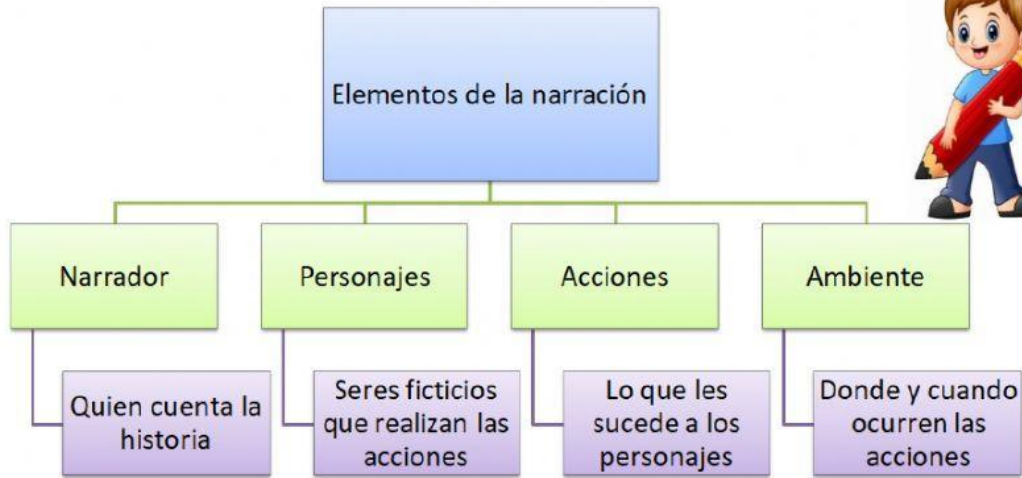 Elementos de la narración
Narrador
Personajes
Acciones
Ambiente
Quien cuenta la
historia
Seres ficticios
que realizan las
acciones
Lo que les
sucede a los
personajes
Donde y cuando
ocurren las
acciones